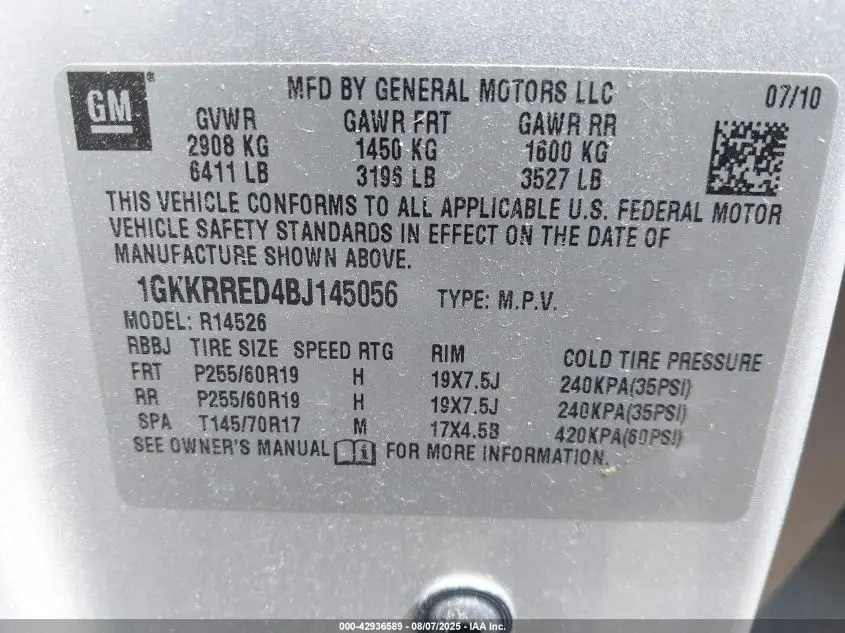 GM®
MFD BY GENERAL MOTORS LLC 07/10
GVWR GAWR FRT GAWR RR
2908 KG 1450 KG 1600 KG
6411 LB 3196 LB 3527 LB
THIS VEHICLE CONFORMS TO ALL APPLICABLE U.S. FEDERAL MOTOR
VEHICLE SAFETY STANDARDS IN EFFECT ON THE DATE OF
MANUFACTURE SHOWN ABOVE.
1GKKRRED4BJ145056 TYPE: M.P.V.
MODEL: R14526
RBBJ TIRE SIZE SPEED RTG RIM COLD TIRE PRESSURE
FRT P255/60R19 H 19X7.5J 240KPA(35PSI)
RR P255/60R19 H 19X7.5J 240KPA(35PSI)
SPA T145/70R17 M 17X4.5B 420KPA(60PSI)
SEE OWNER'S MANUAL FOR MORE INFORMATION.
000-42936589 - 08/07/2025 - IAA Inc.